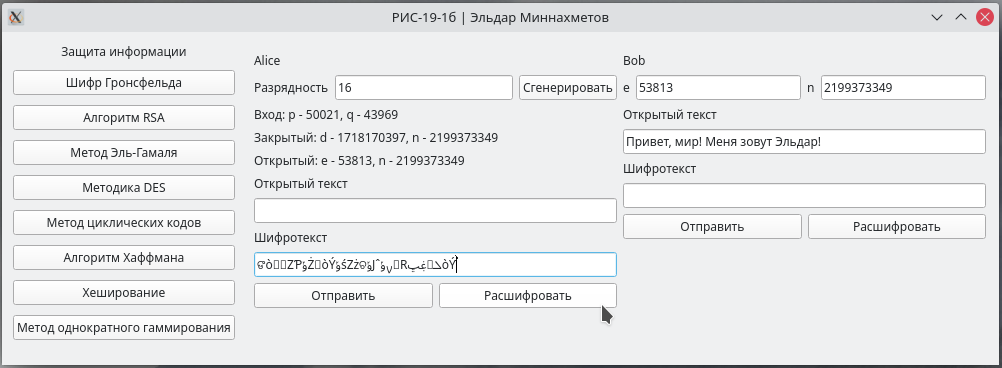 РИС-19-1б | Эльдар Миннахметов
Защита информации
Шифр Гронсфельда
Алгоритм RSA
Метод Эль-Гамаля
Методика DES
Метод циклических кодов
Алгоритм Хаффмана
Хеширование
Метод однократного гаммирования
Alice
Разрядность 16 Сгенерировать
Вход: p - 50021, q - 43969
Закрытый: d - 1718170397, n - 2199373349
Открытый: e - 53813, n - 2199373349
Открытый текст
Шифротекст
Отправить Расшифровать
Bob
e 53813 n 2199373349
Открытый текст
Привет, мир! Меня зовут Эльдар!
Шифротекст
Отправить Расшифровать